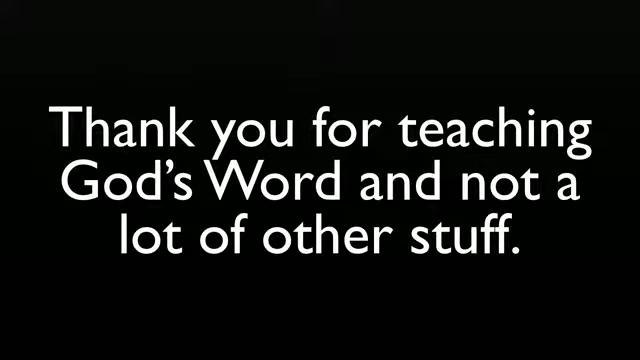 Thank you for teaching
God’s Word and not a
lot of other stuff.